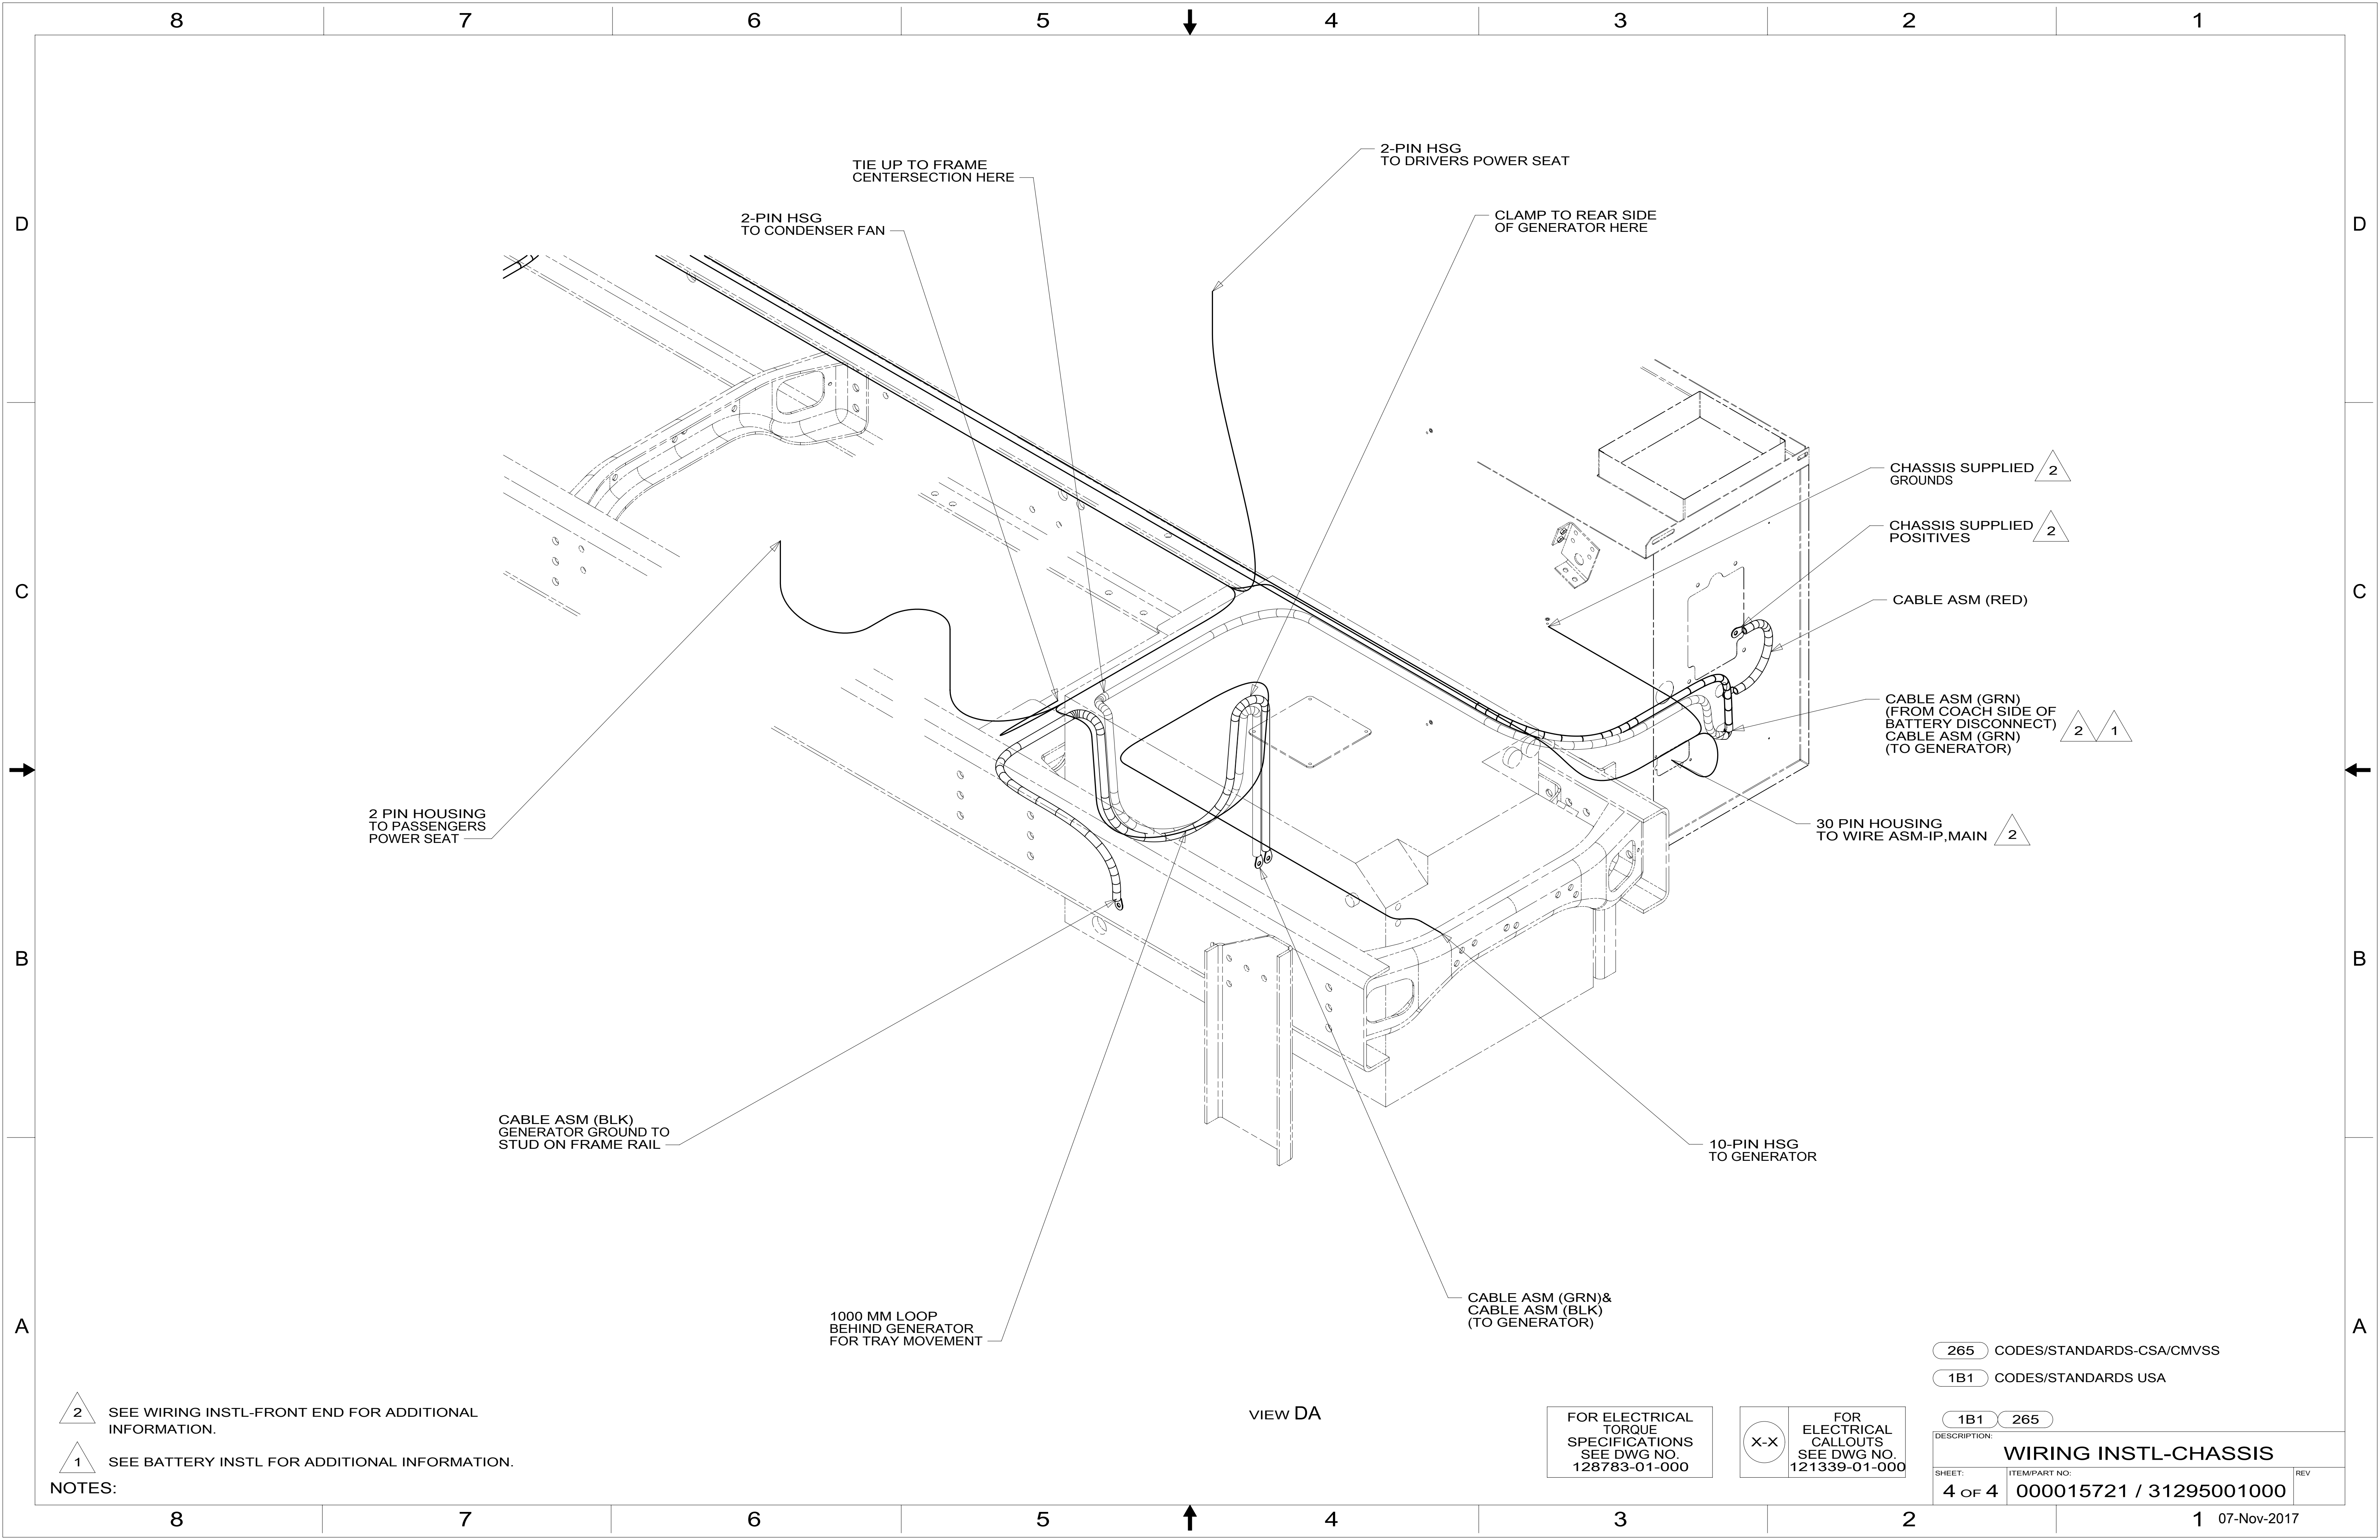 8 7 6 5 4 3 2 1
D D
C C
B B
A A
2-PIN HSG
TO DRIVERS POWER SEAT
TIE UP TO FRAME
CENTERSECTION HERE
2-PIN HSG
TO CONDENSER FAN
CLAMP TO REAR SIDE
OF GENERATOR HERE
CHASSIS SUPPLIED
GROUNDS
2
CHASSIS SUPPLIED
POSITIVES
2
CABLE ASM (RED)
CABLE ASM (GRN)
(FROM COACH SIDE OF
BATTERY DISCONNECT)
CABLE ASM (GRN)
(TO GENERATOR)
2 1
2 PIN HOUSING
TO PASSENGERS
POWER SEAT
30 PIN HOUSING
TO WIRE ASM-IP,MAIN
2
CABLE ASM (BLK)
GENERATOR GROUND TO
STUD ON FRAME RAIL
10-PIN HSG
TO GENERATOR
1000 MM LOOP
BEHIND GENERATOR
FOR TRAY MOVEMENT
CABLE ASM (GRN)&
CABLE ASM (BLK)
(TO GENERATOR)
265 CODES/STANDARDS-CSA/CMVSS
1B1 CODES/STANDARDS USA
2 SEE WIRING INSTL-FRONT END FOR ADDITIONAL
INFORMATION.
1 SEE BATTERY INSTL FOR ADDITIONAL INFORMATION.
NOTES:
VIEW DA
FOR ELECTRICAL
TORQUE
SPECIFICATIONS
SEE DWG NO.
128783-01-000
X-X
FOR
ELECTRICAL
CALLOUTS
SEE DWG NO.
121339-01-000
1B1 265
DESCRIPTION:
WIRING INSTL-CHASSIS
SHEET:
4 OF 4
ITEM/PART NO:
000015721 / 31295001000
REV
8 7 6 5 4 3 2 1
07-Nov-2017